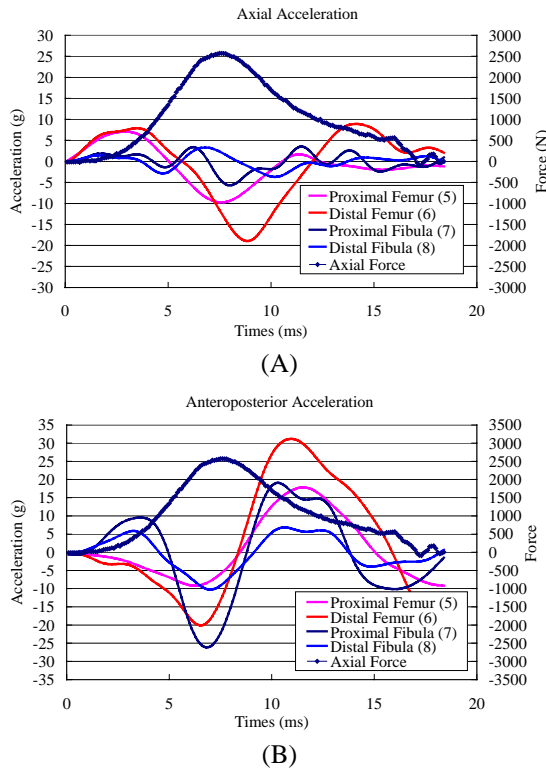 Axial Acceleration
30
25
20
15
10
5
0
-5
-10
-15
-20
-25
-30
Acceleration (g)
3000
2500
2000
1500
1000
500
0
-500
-1000
-1500
-2000
-2500
-3000
Force (N)
Proximal Femur (5)
Distal Femur (6)
Proximal Fibula (7)
Distal Fibula (8)
Axial Force
0 5 10 15 20
Times (ms)
(A)
Anteroposterior Acceleration
35
30
25
20
15
10
5
0
-5
-10
-15
-20
-25
-30
-35
Acceleration (g)
3500
3000
2500
2000
1500
1000
500
0
-500
-1000
-1500
-2000
-2500
-3000
-3500
Force
Proximal Femur (5)
Distal Femur (6)
Proximal Fibula (7)
Distal Fibula (8)
Axial Force
0 5 10 15 20
Times (ms)
(B)